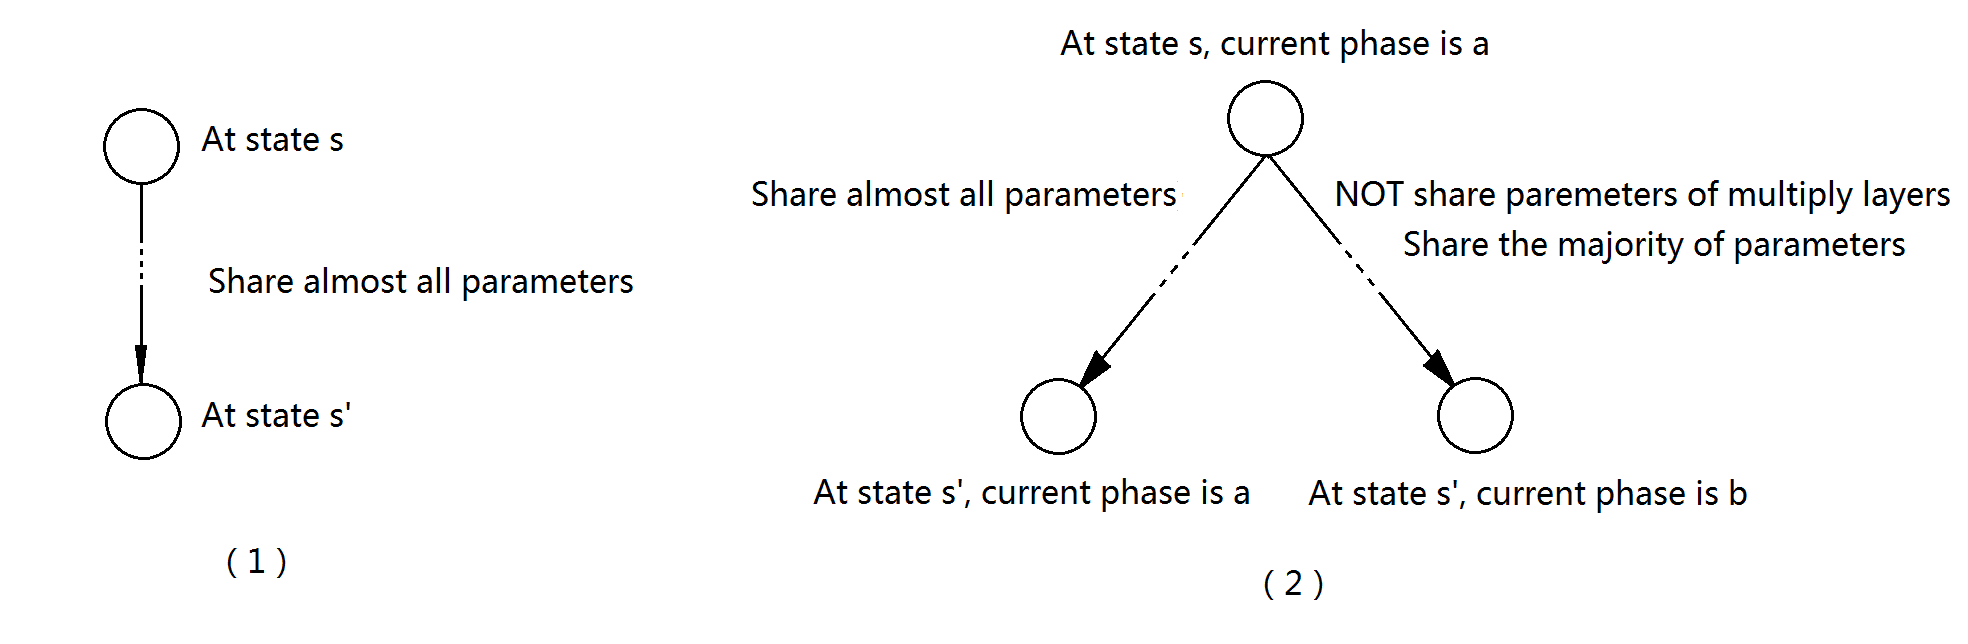 At state s
Share almost all parameters
At state s'
( 1 )
At state s, current phase is a
Share almost all parameters
NOT share paremeters of multiply layers
Share the majority of parameters
At state s', current phase is a
At state s', current phase is b
( 2 )